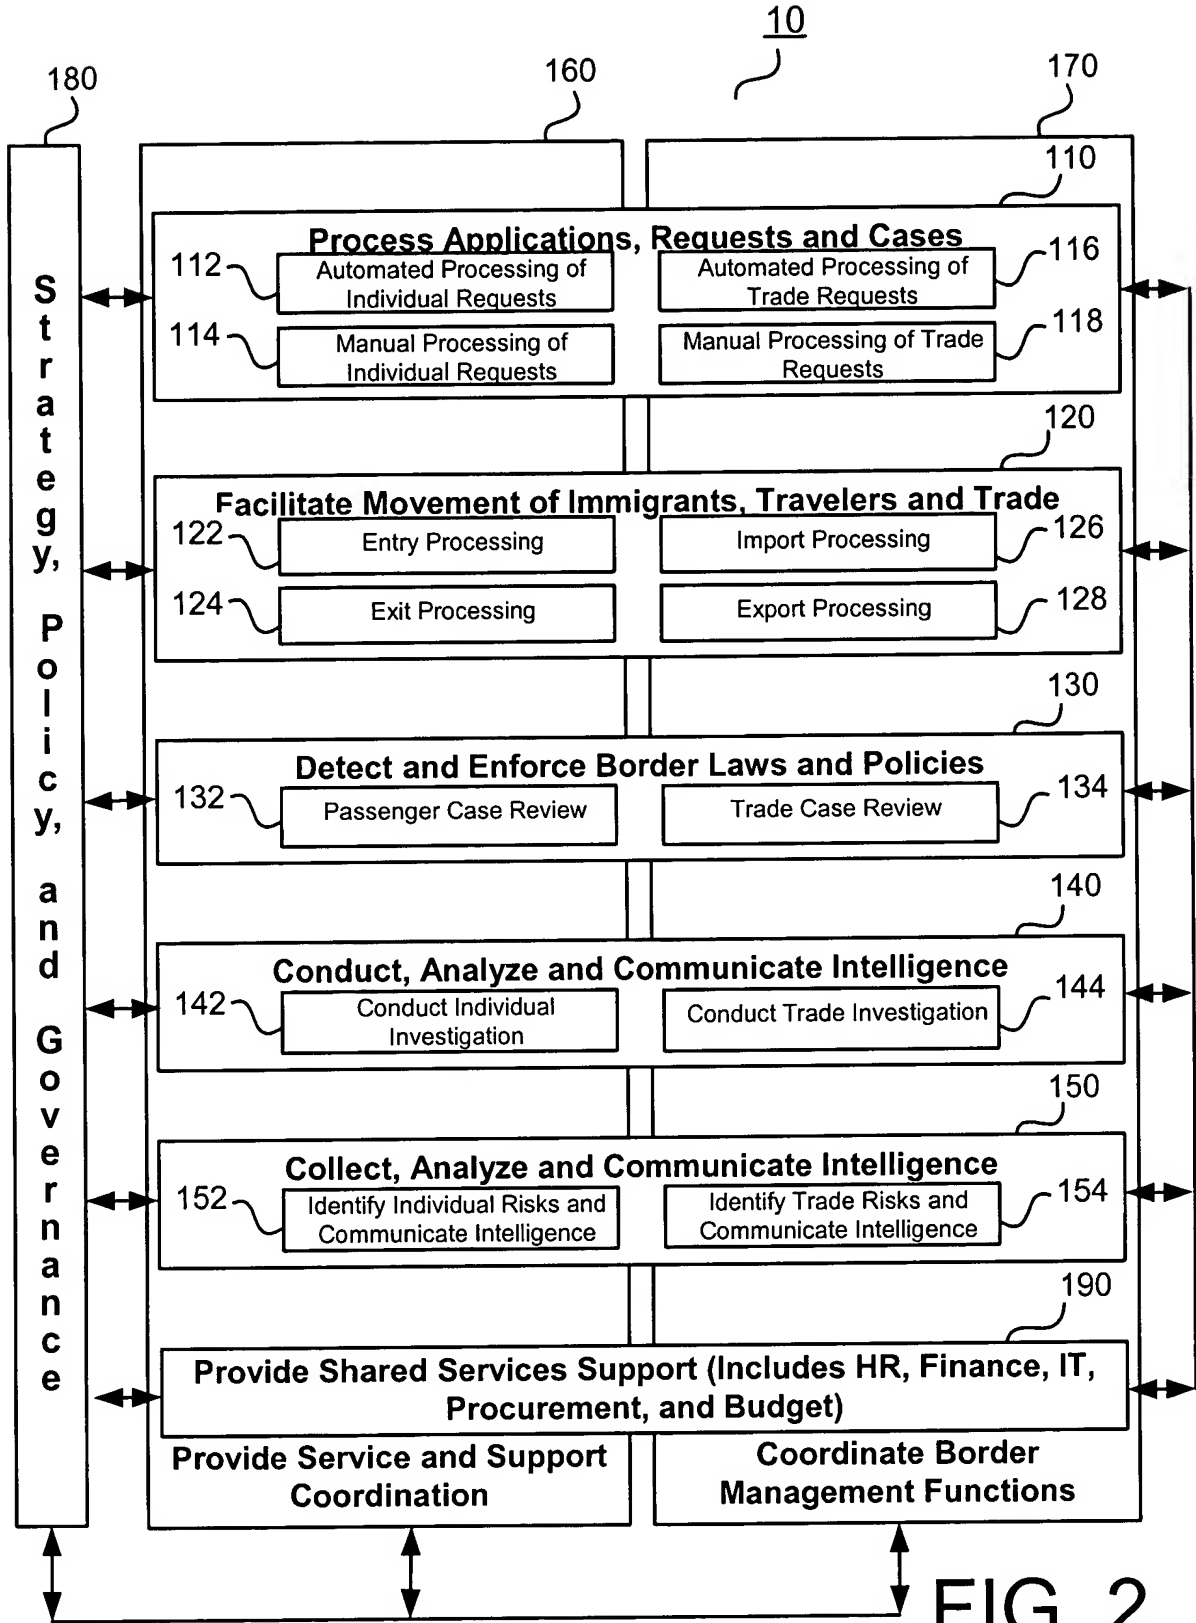 10
180
160
170
110
Process Applications, Requests and Cases
112
Automated Processing of
Individual Requests
Automated Processing of
Trade Requests
116
114
Manual Processing of
Individual Requests
Manual Processing of Trade
Requests
118
120
Facilitate Movement of Immigrants, Travelers and Trade
122
Entry Processing
Import Processing
126
124
Exit Processing
Export Processing
128
130
Detect and Enforce Border Laws and Policies
132
Passenger Case Review
Trade Case Review
134
140
Conduct, Analyze and Communicate Intelligence
142
Conduct Individual
Investigation
Conduct Trade Investigation
144
150
Collect, Analyze and Communicate Intelligence
152
Identify Individual Risks and
Communicate Intelligence
Identify Trade Risks and
Communicate Intelligence
154
190
Provide Shared Services Support (Includes HR, Finance, IT,
Procurement, and Budget)
Provide Service and Support
Coordination
Coordinate Border
Management Functions
Strategy, Policy, and Governance
FIG. 2